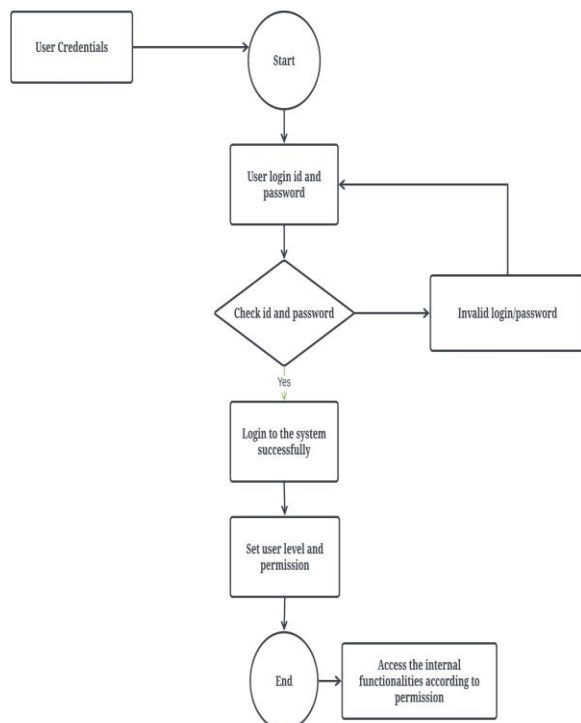 User Credentials
Start
User login id and
password
Check id and password
Invalid login/password
Yes
Login to the system
successfully
Set user level and
permission
End
Access the internal
functionalities according to
permission